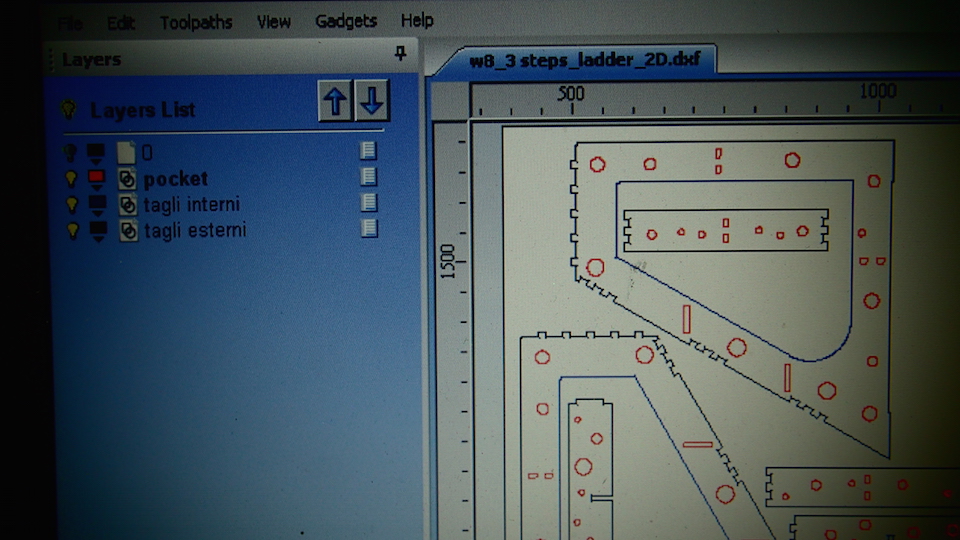 File Edit Toolpaths View Gadgets Help
Layers
w8_3 steps_ladder_2D.dxf
Layers List
500
1000
0
pocket
tagli interni
tagli esterni
1500